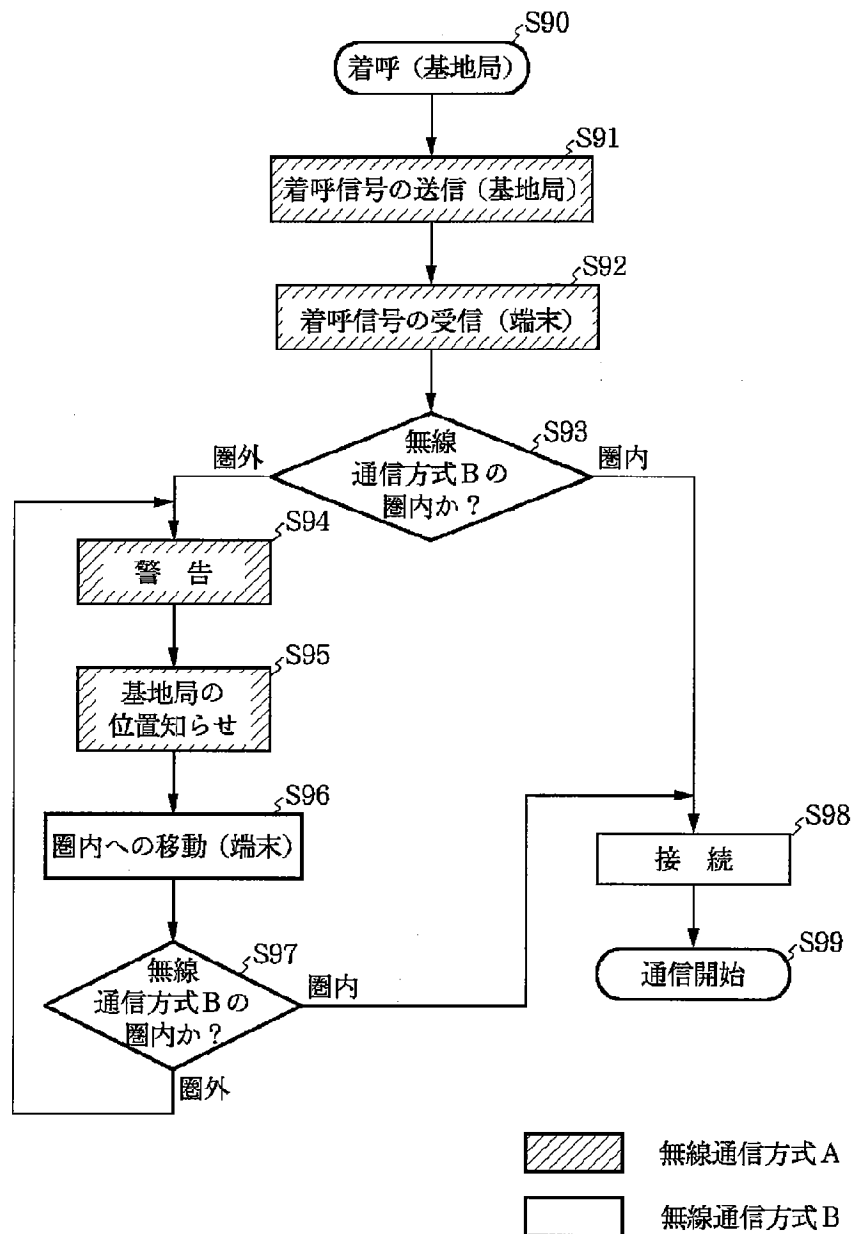 S90
着呼（基地局）
S91
着呼信号の送信（基地局）
S92
着呼信号の受信（端末）
S93
無線
通信方式Bの
圏内か？
圏外
圏内
S94
警 告
S95
基地局の
位置知らせ
S96
圏内への移動（端末）
S97
無線
通信方式Bの
圏内か？
圏内
圏外
S98
接 続
S99
通信開始
無線通信方式A
無線通信方式B